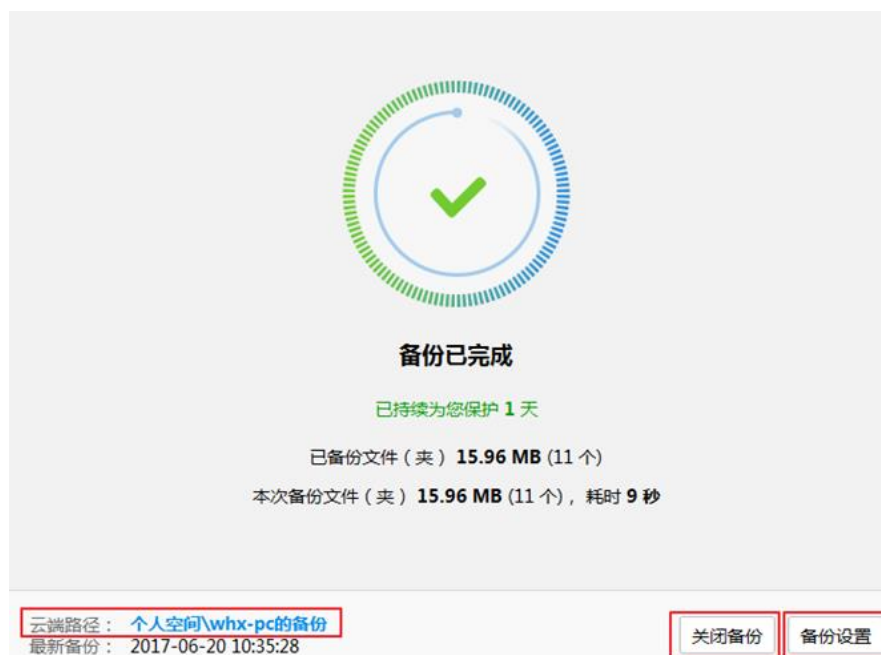 备份已完成
已持续为您保护 1 天
已备份文件（夹）15.96 MB (11 个)
本次备份文件（夹）15.96 MB (11 个)，耗时 9 秒
云端路径： 个人空间\whx-pc的备份
最新备份： 2017-06-20 10:35:28
关闭备份 备份设置